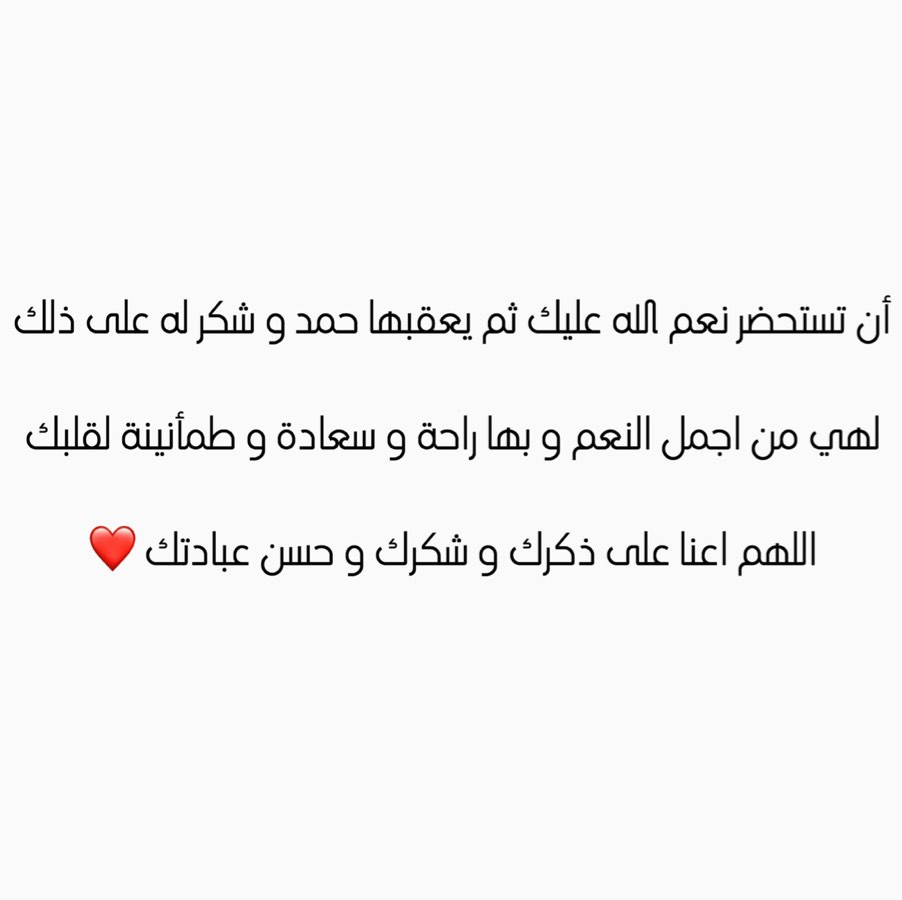 أن تستحضر نعم الله عليك ثم يعقبها حمد و شكر له على ذلك
لهي من اجمل النعم و بها راحة و سعادة و طمأنينة لقلبك
اللهم اعنا على ذكرك و شكرك و حسن عبادتك ❤️